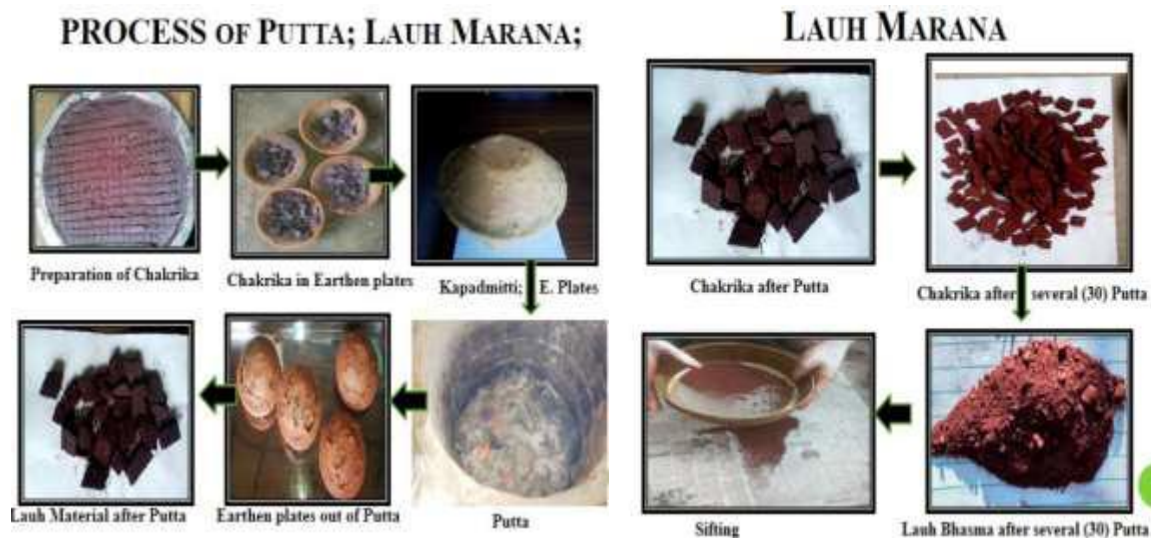 PROCESS OF PUTTA; LAUH MARANA;
Preparation of Chakrika
Chakrika in Earthen plates
Kapadmitti; E. Plates
Lauh Material after Putta
Earthen plates out of Putta
Putta
LAUH MARANA
Chakrika after Putta
Chakrika after several (30) Putta
Sifting
Lauh Bhasma after several (30) Putta